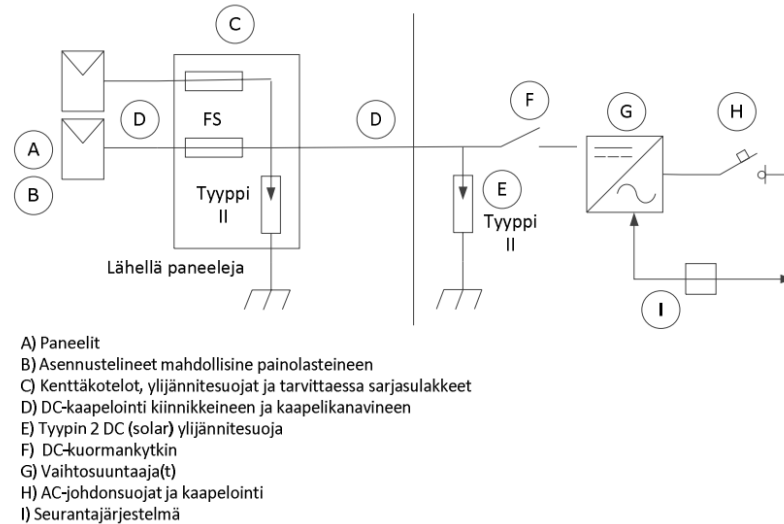 C
D
FS
D
F
G
H
A
B
Tyyppi
II
E
Tyyppi
II
Lähellä paneeleja
I
A) Paneelit
B) Asennustelineet mahdollisine painolasteineen
C) Kenttäkotelot, ylijännitesuojat ja tarvittaessa sarjasulakkeet
D) DC-kaapelointi kiinnikkeineen ja kaapelikanavineen
E) Tyypin 2 DC (solar) ylijännitesuoja
F) DC-kuormankytkin
G) Vaihtosuuntaaja(t)
H) AC-johdonsuojat ja kaapelointi
I) Seurantajärjestelmä